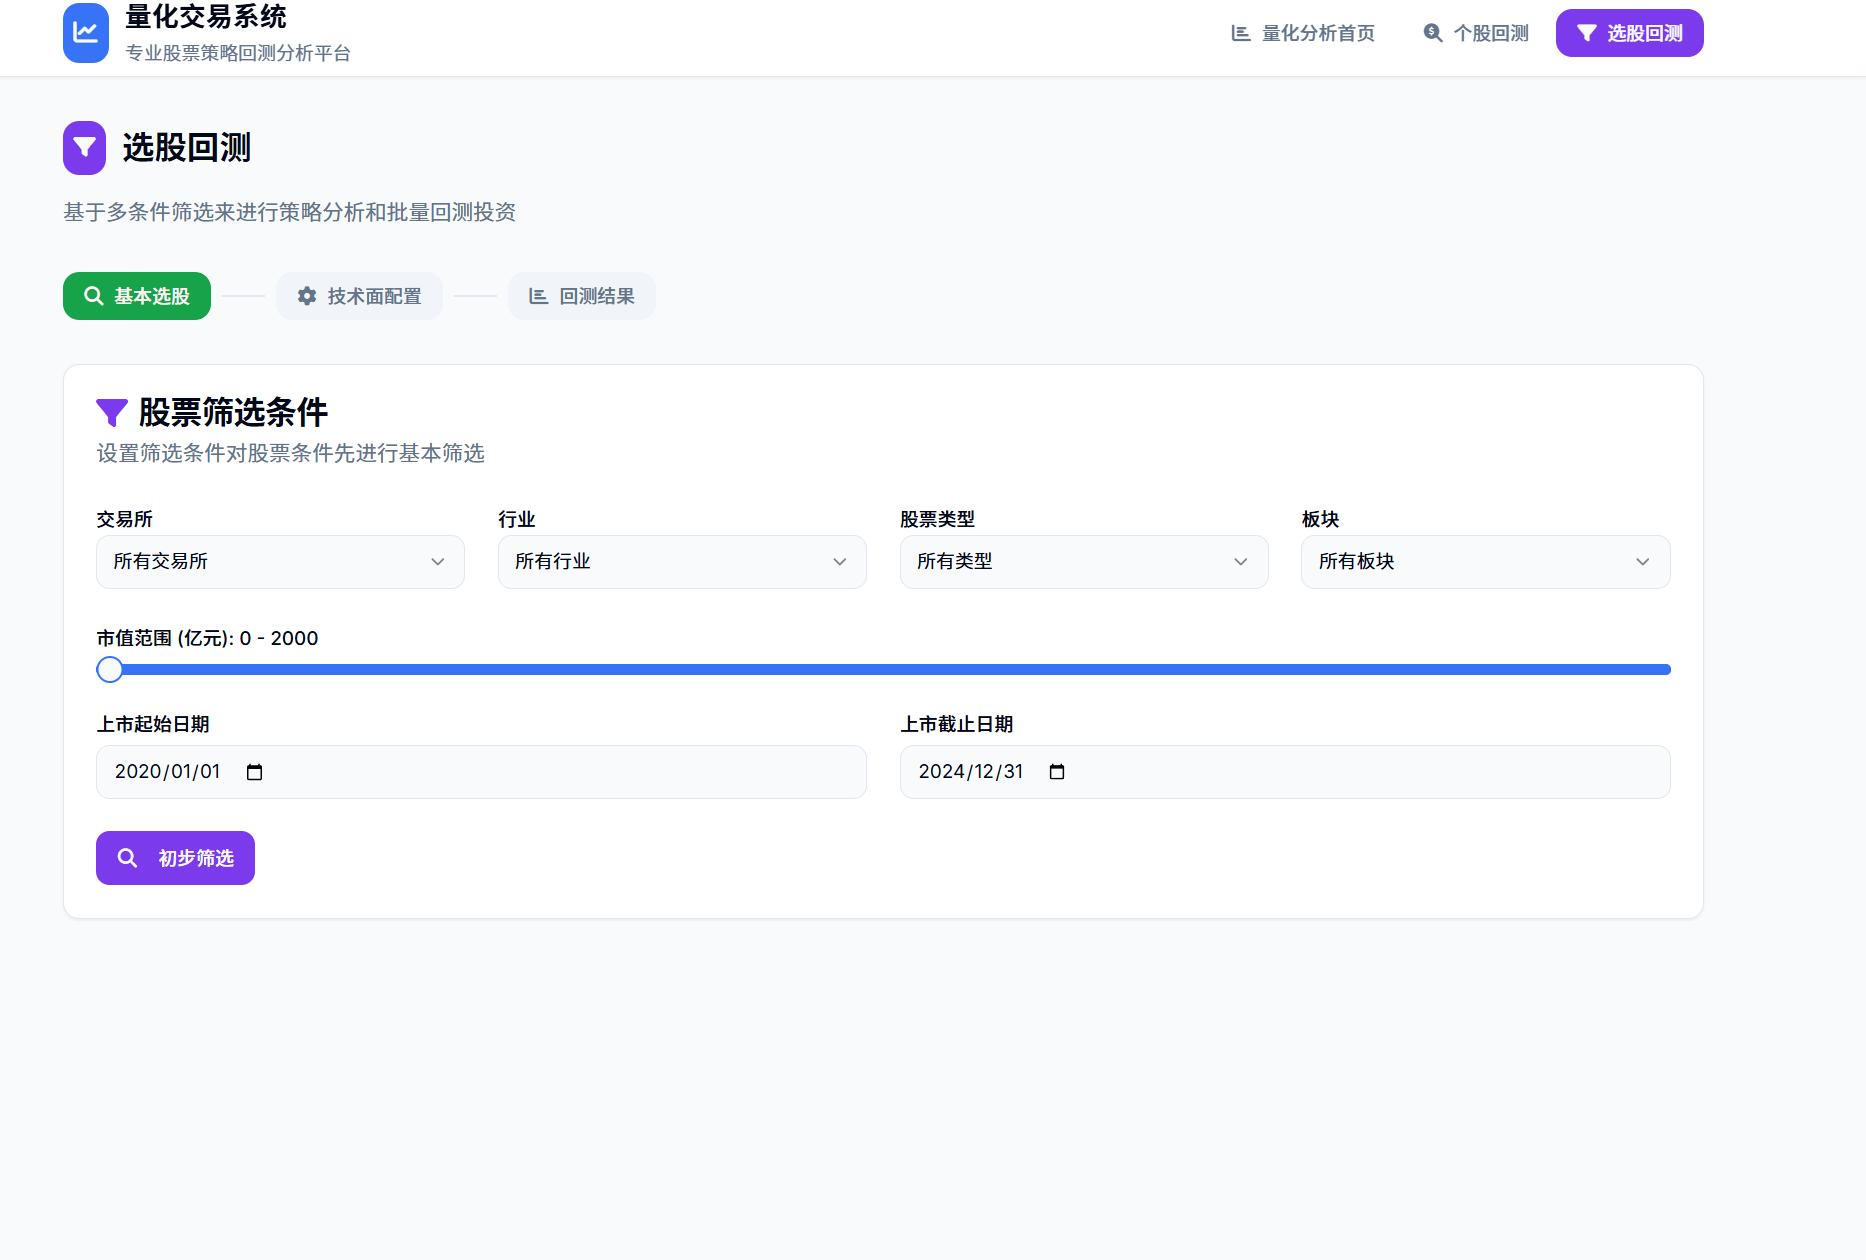 量化交易系统
专业股票策略回测分析平台
量化分析首页
个股回测
选股回测
选股回测
基于多条件筛选来进行策略分析和批量回测投资
基本选股
技术面配置
回测结果
股票筛选条件
设置筛选条件对股票条件先进行基本筛选
交易所
行业
股票类型
板块
所有交易所
所有行业
所有类型
所有板块
市值范围 (亿元): 0 - 2000
上市起始日期
上市截止日期
2020/01/01
2024/12/31
初步筛选